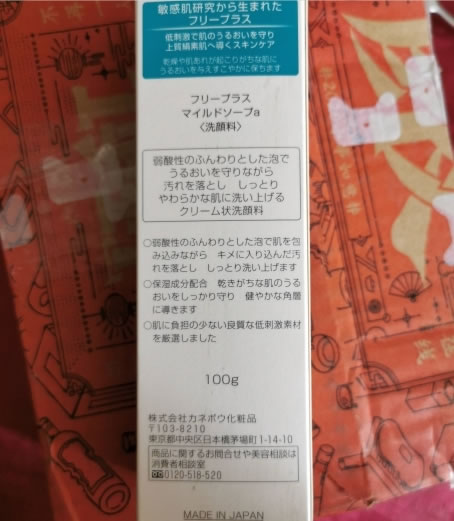 敏感肌研究から生まれた
フリープラス
低刺激で肌のうるおいを守り
上質絹素肌へ導くスキンケア
乾燥や肌あれが起こりがちな肌に
うるおいを与えすこやかに保ちます
フリープラス
マイルドソープa
〈洗顔料〉
弱酸性のふんわりとした泡で
うるおいを守りながら
汚れを落とし しっとり
やわらかな肌に洗い上げる
クリーム状洗顔料
○弱酸性のふんわりとした泡で肌を包
み込みながら キメに入り込んだ汚
れを落とし しっとり洗い上げます
○保湿成分配合 乾きがちな肌のうる
おいをしっかり守り 健やかな角層
に導きます
○肌に負担の少ない良質な低刺激素材
を厳選しました
100g
株式会社カネボウ化粧品
〒103-8210
東京都中央区日本橋茅場町1-14-10
商品に関するお問合せや美容相談は
消費者相談室
0120-518-520
MADE IN JAPAN